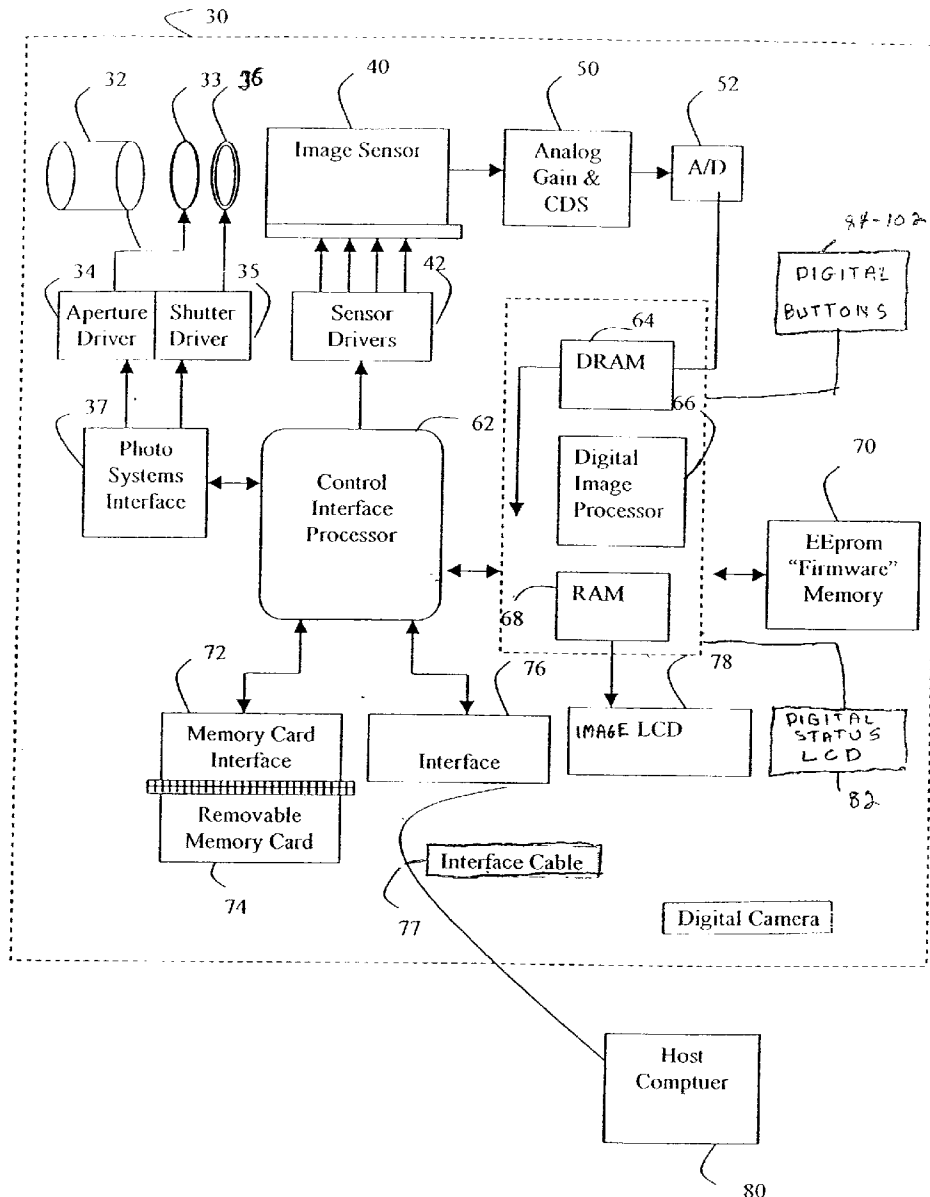 30
32
33
36
40
50
52
Image Sensor
Analog
Gain &
CDS
A/D
84-102
DIGITAL
BUTTONS
34
35
42
64
Aperture
Driver
Shutter
Driver
Sensor
Drivers
DRAM
66
37
62
70
Photo
Systems
Interface
Control
Interface
Processor
Digital
Image
Processor
EEprom
“Firmware”
Memory
68
RAM
72
76
78
Memory Card
Interface
Interface
IMAGE LCD
DIGITAL
STATUS
LCD
82
Removable
Memory Card
74
Interface Cable
77
Digital Camera
Host
Comptuer
80